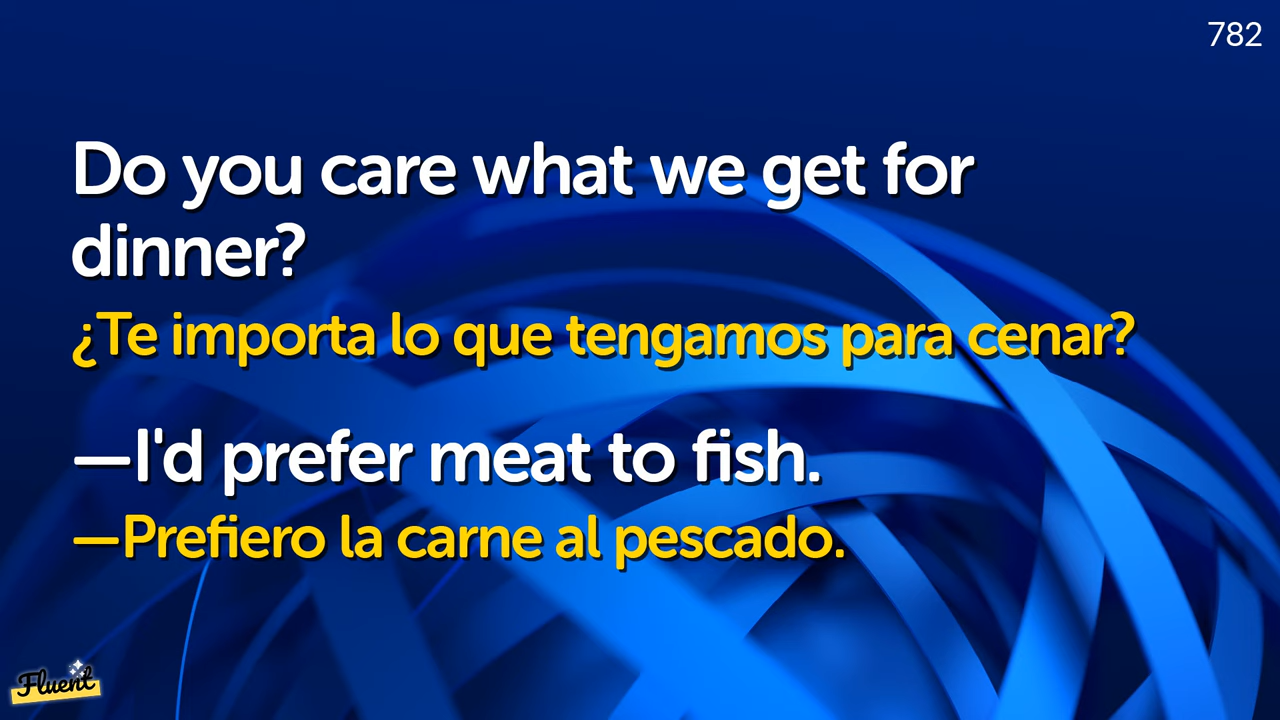 782
Do you care what we get for
dinner?
¿Te importa lo que tengamos para cenar?
—I'd prefer meat to fish.
—Prefiero la carne al pescado.
Fluent